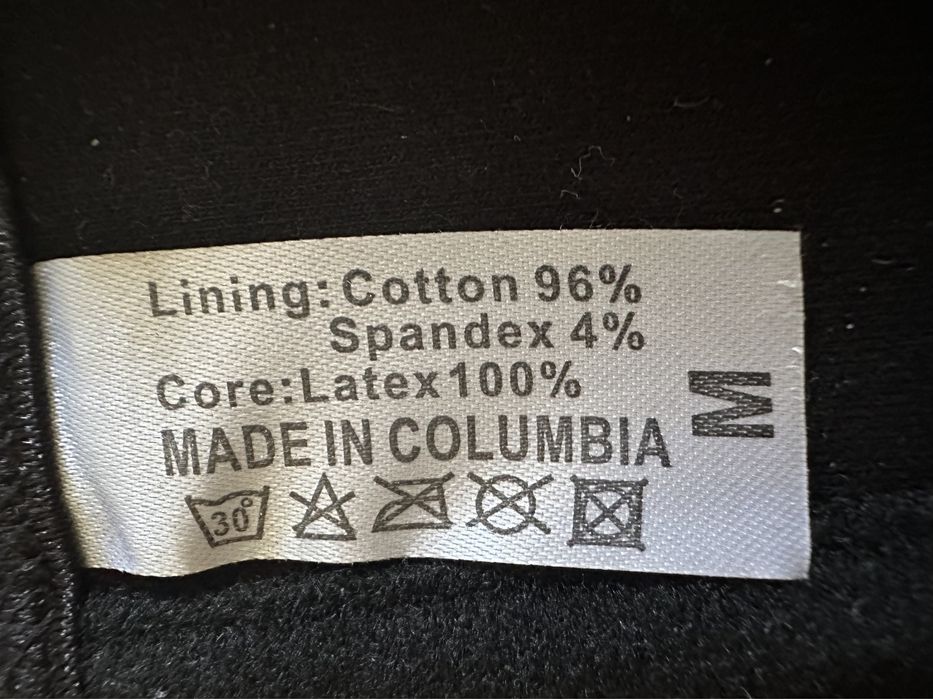 Lining: Cotton 96%
Spandex 4%
Core: Latex 100%
MADE IN COLUMBIA
30°
M